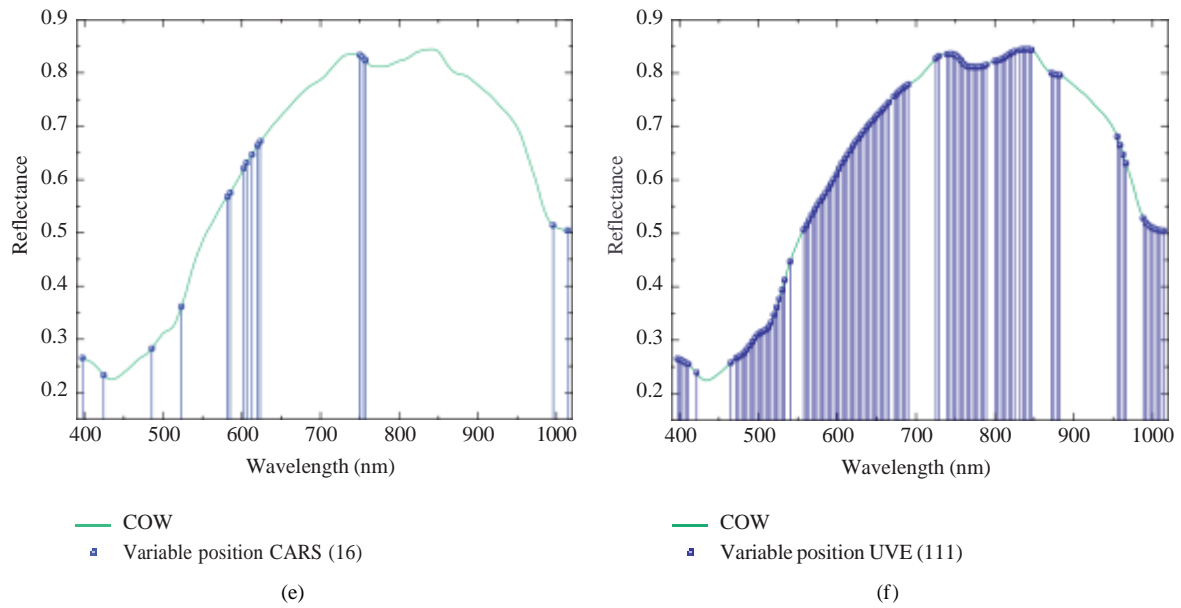 0.9
0.8
0.7
0.6
0.5
0.4
0.3
0.2
Reflectance
400 500 600 700 800 900 1000
Wavelength (nm)
COW
Variable position CARS (16)
(e)
0.9
0.8
0.7
0.6
0.5
0.4
0.3
0.2
Reflectance
400 500 600 700 800 900 1000
Wavelength (nm)
COW
Variable position UVE (111)
(f)